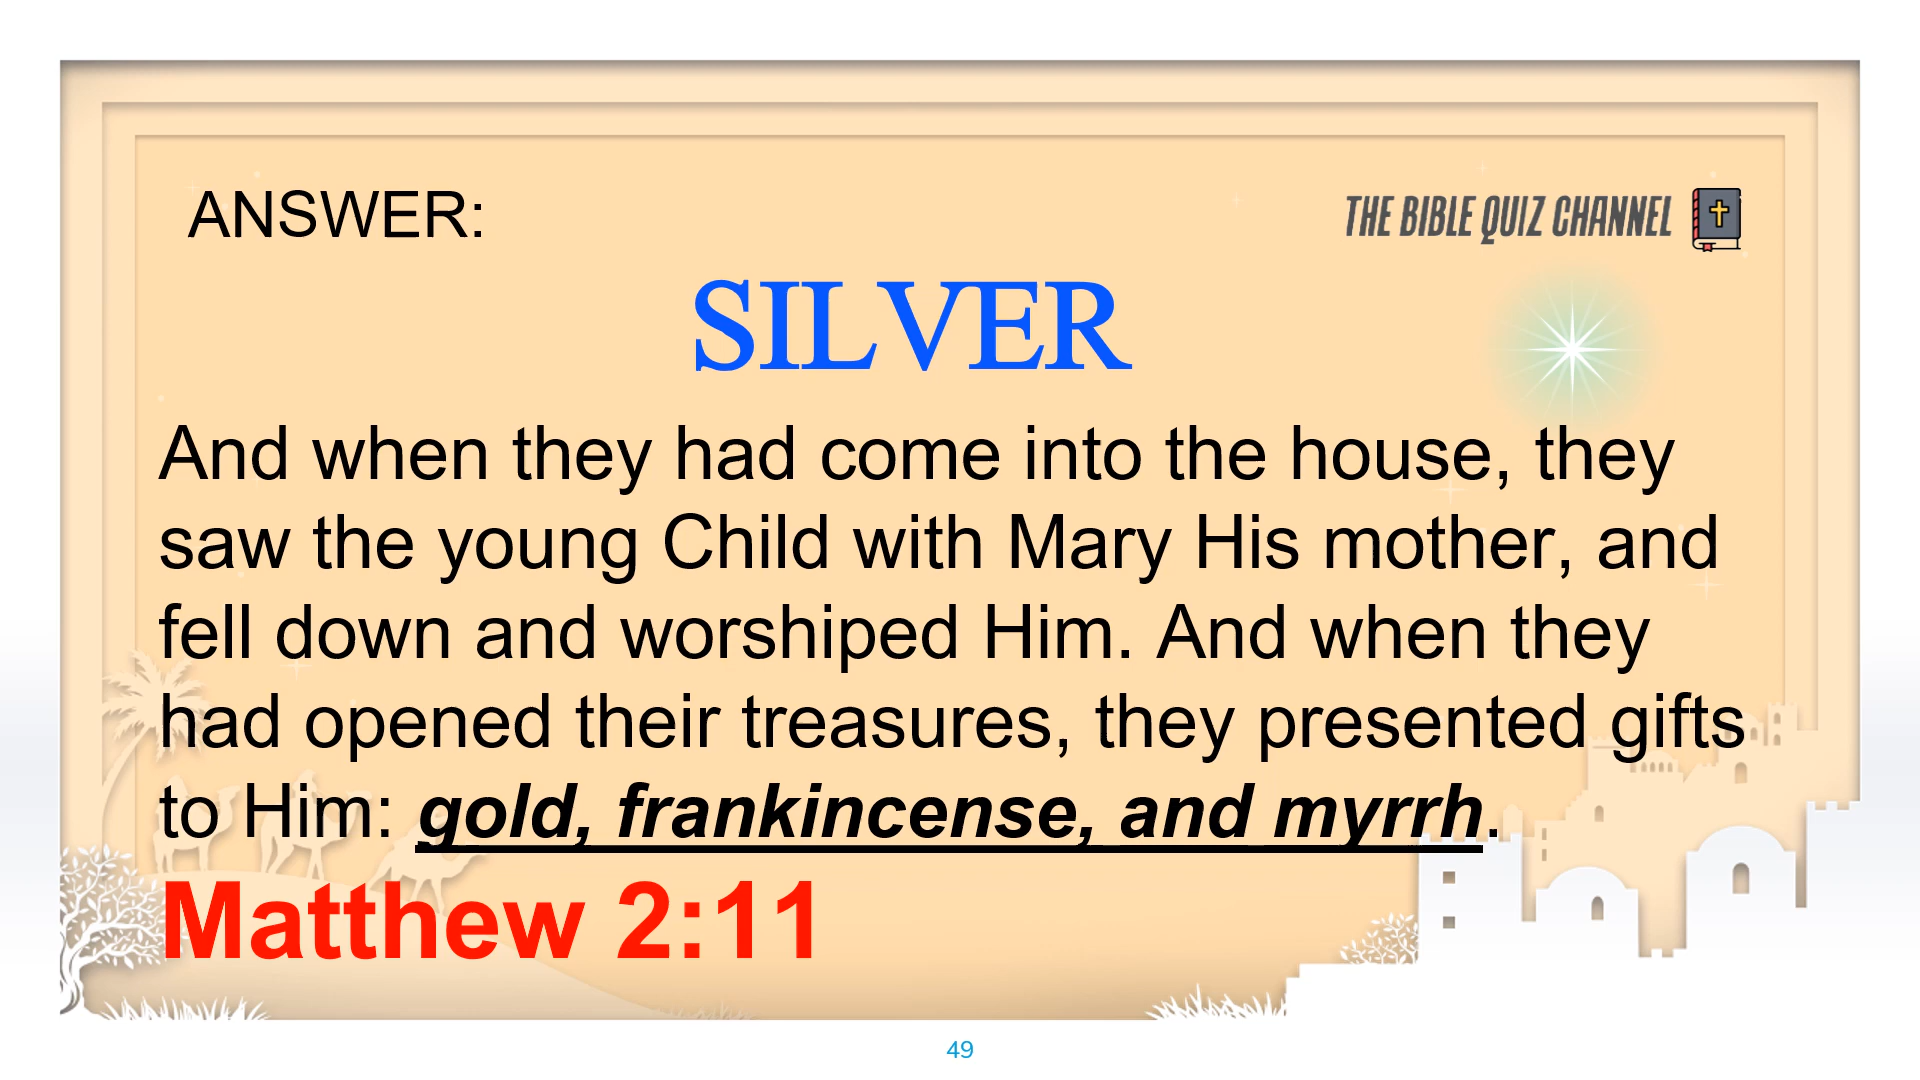 ANSWER:
THE BIBLE QUIZ CHANNEL
SILVER
And when they had come into the house, they
saw the young Child with Mary His mother, and
fell down and worshiped Him. And when they
had opened their treasures, they presented gifts
to Him: gold, frankincense, and myrrh.
Matthew 2:11
49